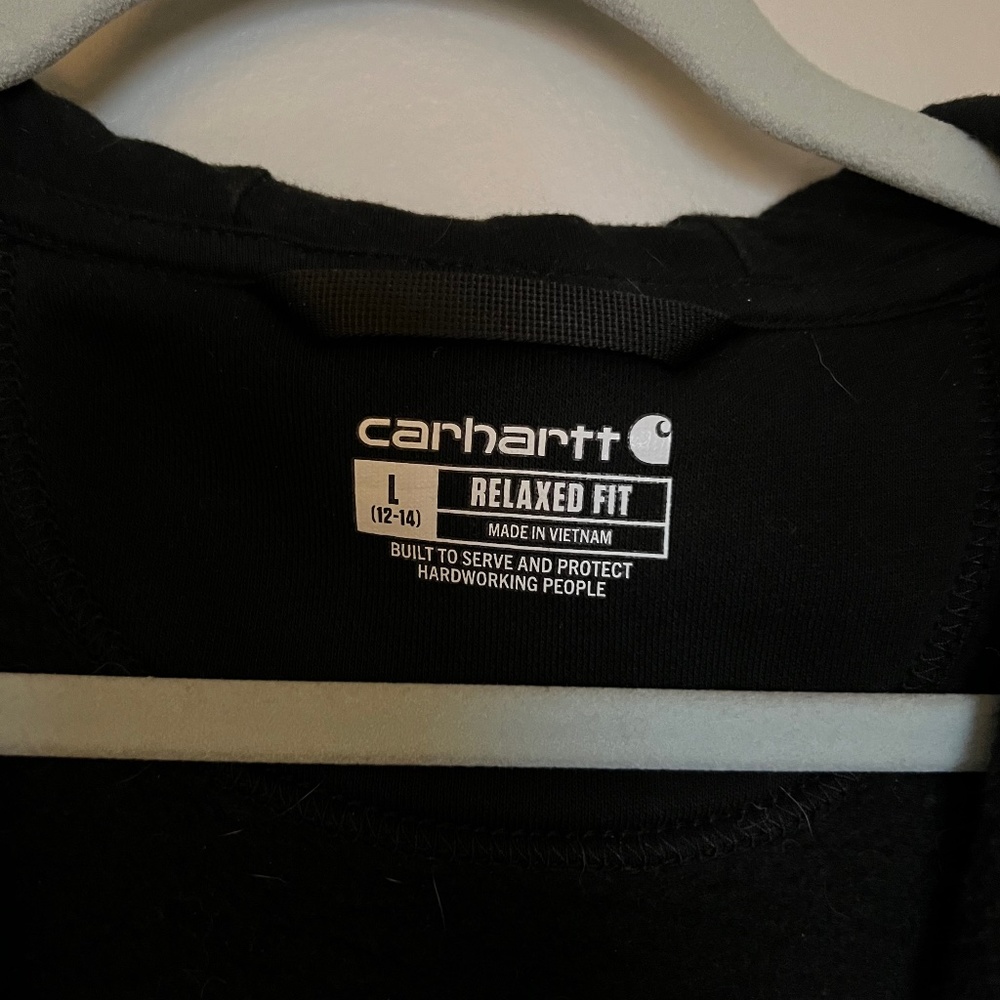 carhartt
L
(12-14)
RELAXED FIT
MADE IN VIETNAM
BUILT TO SERVE AND PROTECT
HARDWORKING PEOPLE